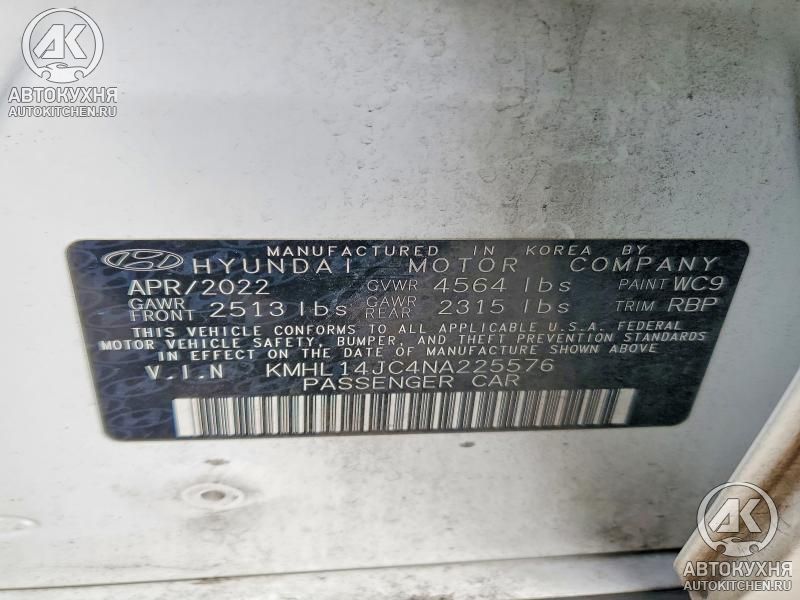 АК
АВТОКУХНЯ
AUTOKITCHEN.RU
MANUFACTURED IN KOREA BY
HYUNDAI MOTOR COMPANY
APR/2022 GVWR 4564 lbs PAINT WC9
GAWR FRONT 2513 lbs GAWR REAR 2315 lbs TRIM RBP
THIS VEHICLE CONFORMS TO ALL APPLICABLE U.S.A. FEDERAL
MOTOR VEHICLE SAFETY, BUMPER, AND THEFT PREVENTION STANDARDS
IN EFFECT ON THE DATE OF MANUFACTURE SHOWN ABOVE.
V.I.N KMHL14JC4NA225576
PASSENGER CAR
АК
АВТОКУХНЯ
AUTOKITCHEN.RU